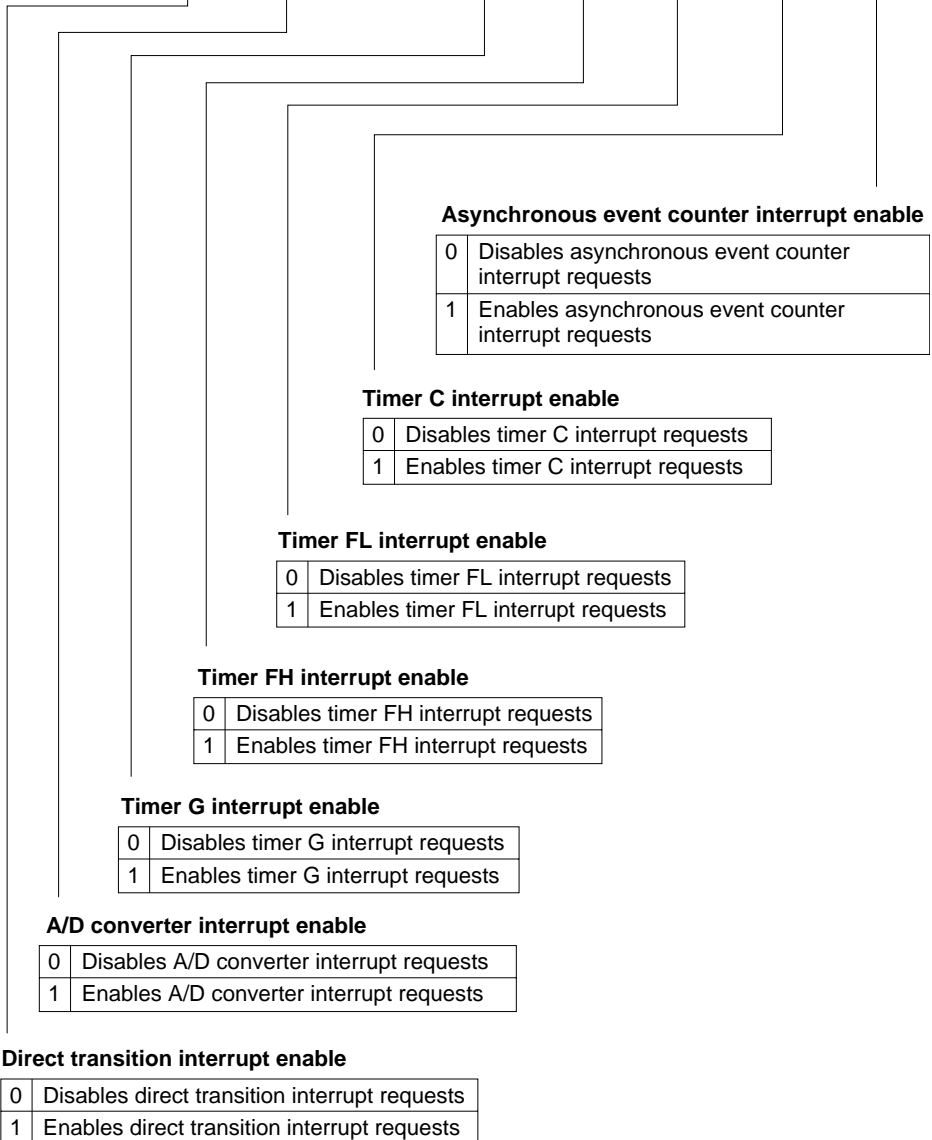 Asynchronous event counter interrupt enable
0 Disables asynchronous event counter
interrupt requests
1 Enables asynchronous event counter
interrupt requests
Timer C interrupt enable
0 Disables timer C interrupt requests
1 Enables timer C interrupt requests
Timer FL interrupt enable
0 Disables timer FL interrupt requests
1 Enables timer FL interrupt requests
Timer FH interrupt enable
0 Disables timer FH interrupt requests
1 Enables timer FH interrupt requests
Timer G interrupt enable
0 Disables timer G interrupt requests
1 Enables timer G interrupt requests
A/D converter interrupt enable
0 Disables A/D converter interrupt requests
1 Enables A/D converter interrupt requests
Direct transition interrupt enable
0 Disables direct transition interrupt requests
1 Enables direct transition interrupt requests